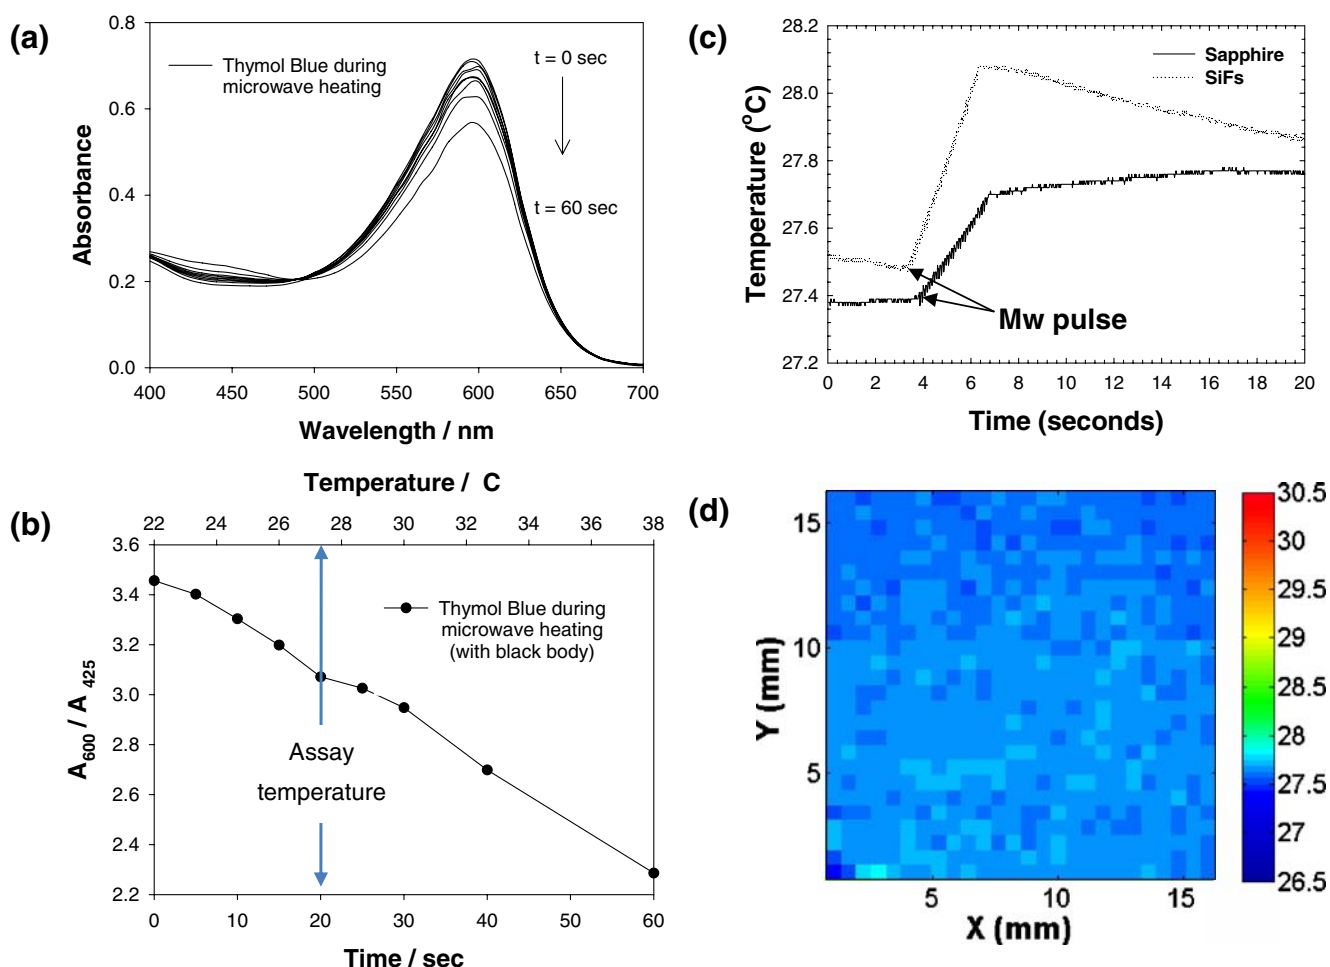 (a)
0.8
0.6
0.4
0.2
0.0
Absorbance
Thymol Blue during
microwave heating
t = 0 sec
t = 60 sec
400 450 500 550 600 650 700
Wavelength / nm
(b)
Temperature / C
22 24 26 28 30 32 34 36 38
3.6
3.4
3.2
3.0
2.8
2.6
2.4
2.2
A600 / A 425
Thymol Blue during
microwave heating
(with black body)
Assay
temperature
0 10 20 30 40 50 60
Time / sec
(c)
28.2
28.0
27.8
27.6
27.4
27.2
Temperature (°C)
Sapphire
SiFs
Mw pulse
0 2 4 6 8 10 12 14 16 18 20
Time (seconds)
(d)
15
10
5
Y (mm)
5 10 15
X (mm)
30.5
30
29.5
29
28.5
28
27.5
27
26.5